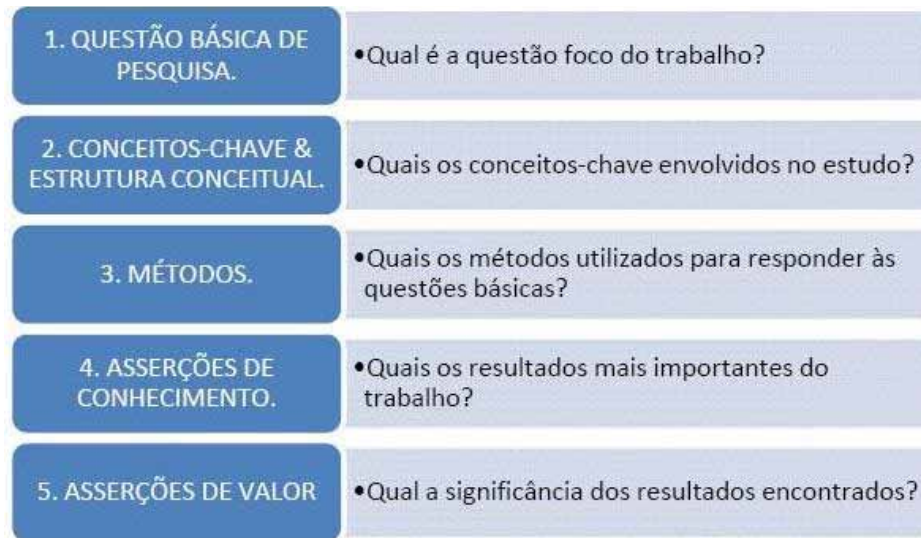 1. QUESTÃO BÁSICA DE
PESQUISA.
•Qual é a questão foco do trabalho?
2. CONCEITOS-CHAVE &
ESTRUTURA CONCEITUAL.
•Quais os conceitos-chave envolvidos no estudo?
3. MÉTODOS.
•Quais os métodos utilizados para responder às
questões básicas?
4. ASSERÇÕES DE
CONHECIMENTO.
•Quais os resultados mais importantes do
trabalho?
5. ASSERÇÕES DE VALOR
•Qual a significância dos resultados encontrados?